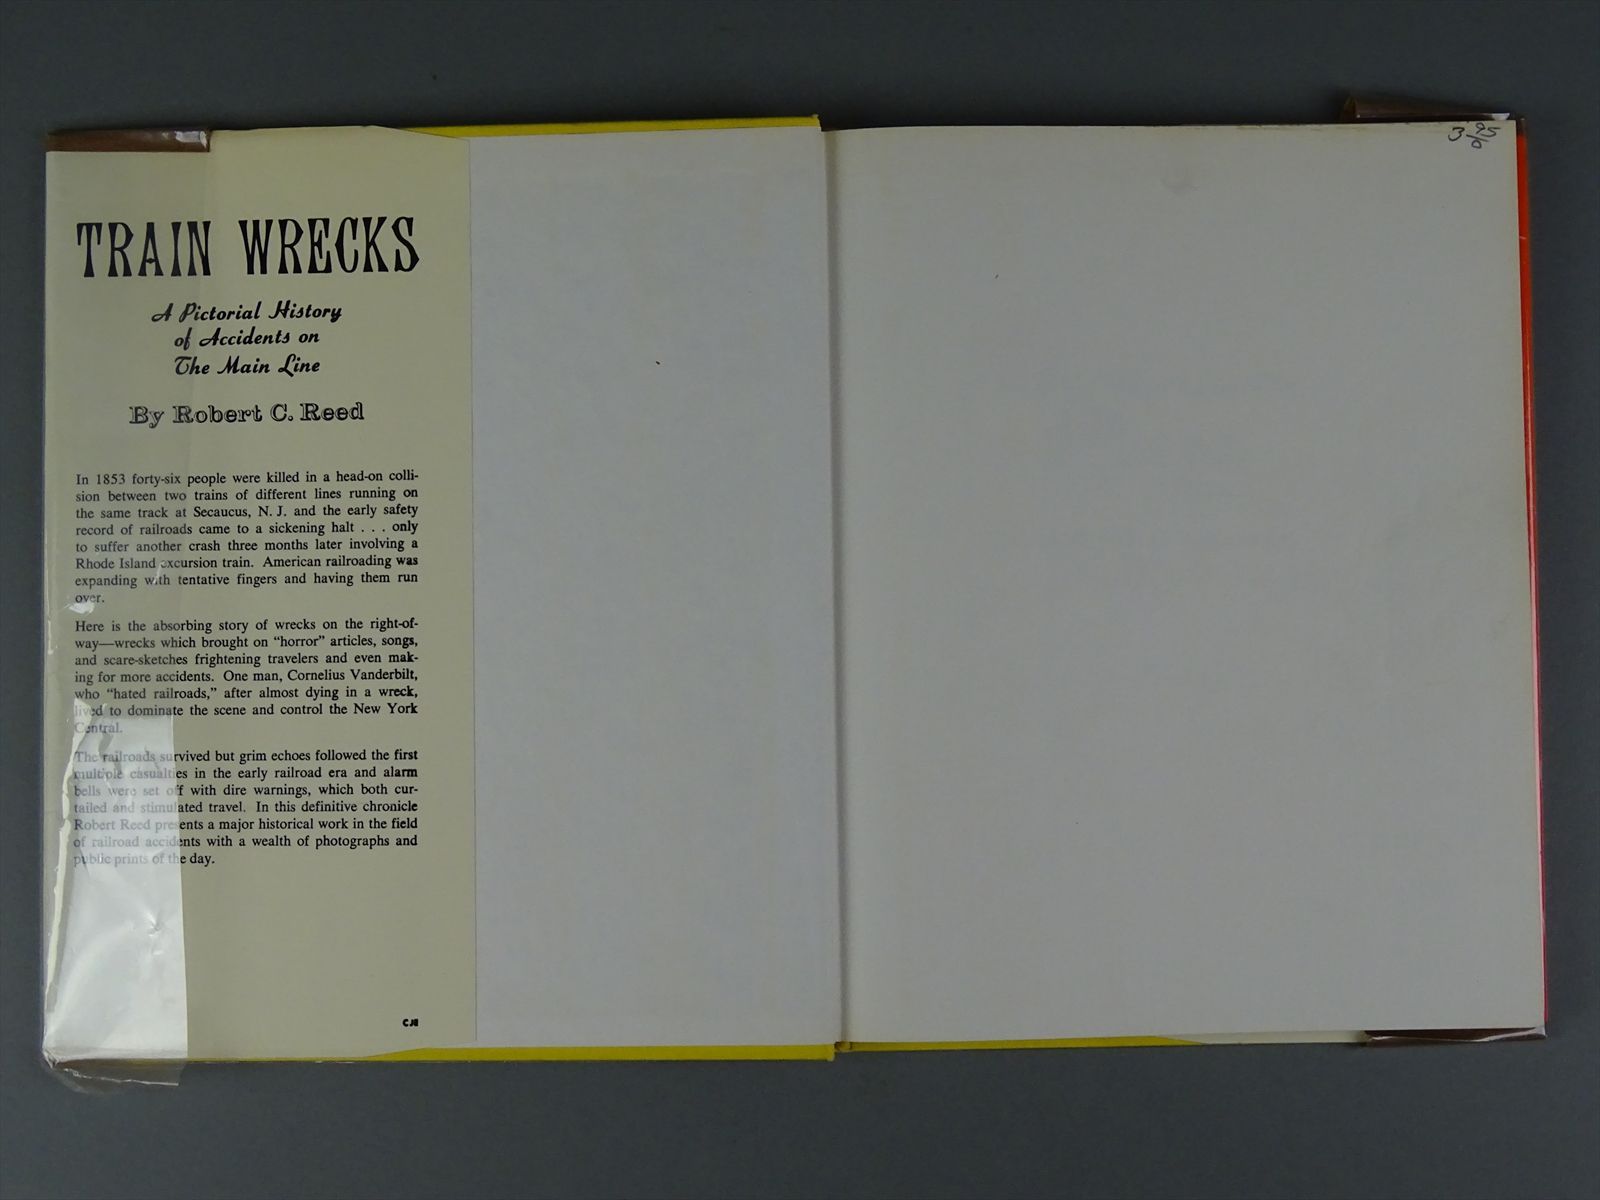 TRAIN WRECKS
A Pictorial History
of Accidents on
The Main Line
By Robert C. Reed
In 1853 forty-six people were killed in a head-on colli-
sion between two trains of different lines running on
the same track at Secaucus, N. J. and the early safety
record of railroads came to a sickening halt . . . only
to suffer another crash three months later involving a
Rhode Island excursion train. American railroading was
expanding with tentative fingers and having them run
over.
Here is the absorbing story of wrecks on the right-of-
way—wrecks which brought on "horror" articles, songs,
and scare-sketches frightening travelers and even mak-
ing for more accidents. One man, Cornelius Vanderbilt,
who "hated railroads," after almost dying in a wreck,
lived to dominate the scene and control the New York
Central.
The railroads survived but grim echoes followed the first
multiple casualties in the early railroad era and alarm
bells were set off with dire warnings, which both cur-
tailed and stimulated travel. In this definitive chronicle
Robert Reed presents a major historical work in the field
of railroad accidents with a wealth of photographs and
public prints of the day.
3 95